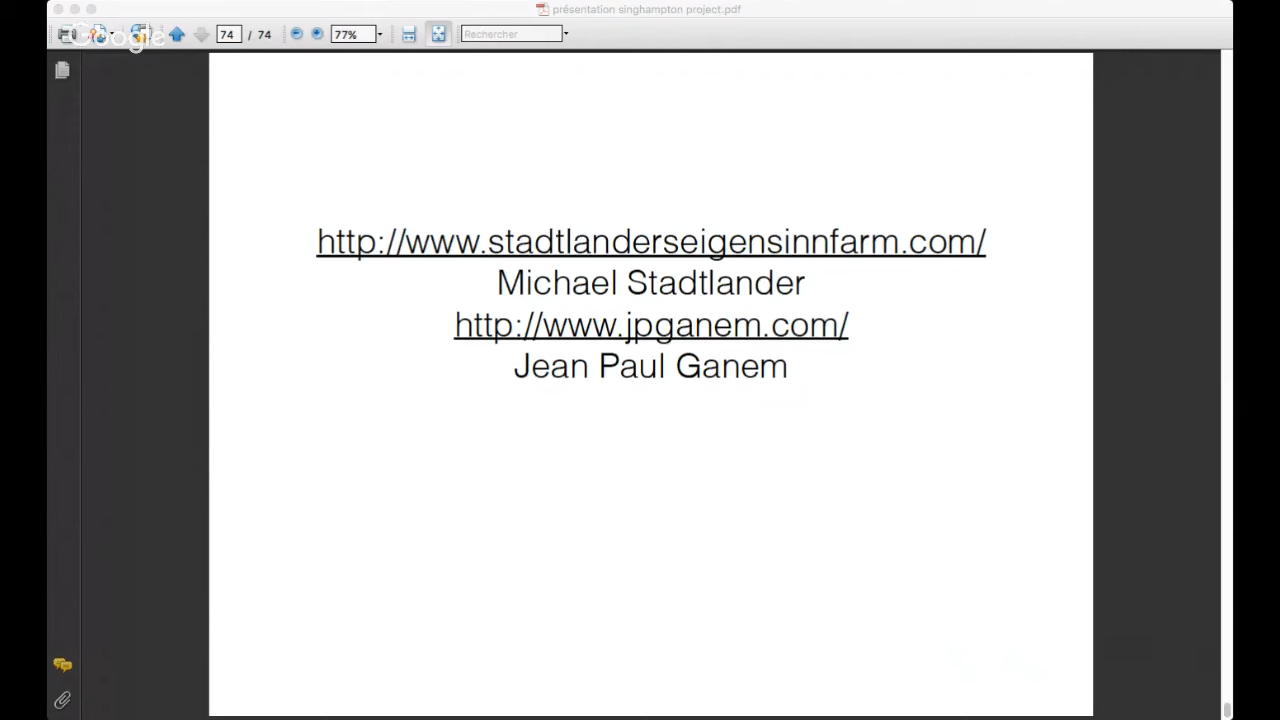 présentation singhampton project.pdf
Google
74 / 74
77%
Rechercher
http://www.stadtlanderseigensinnfarm.com/
Michael Stadtlander
http://www.jpganem.com/
Jean Paul Ganem